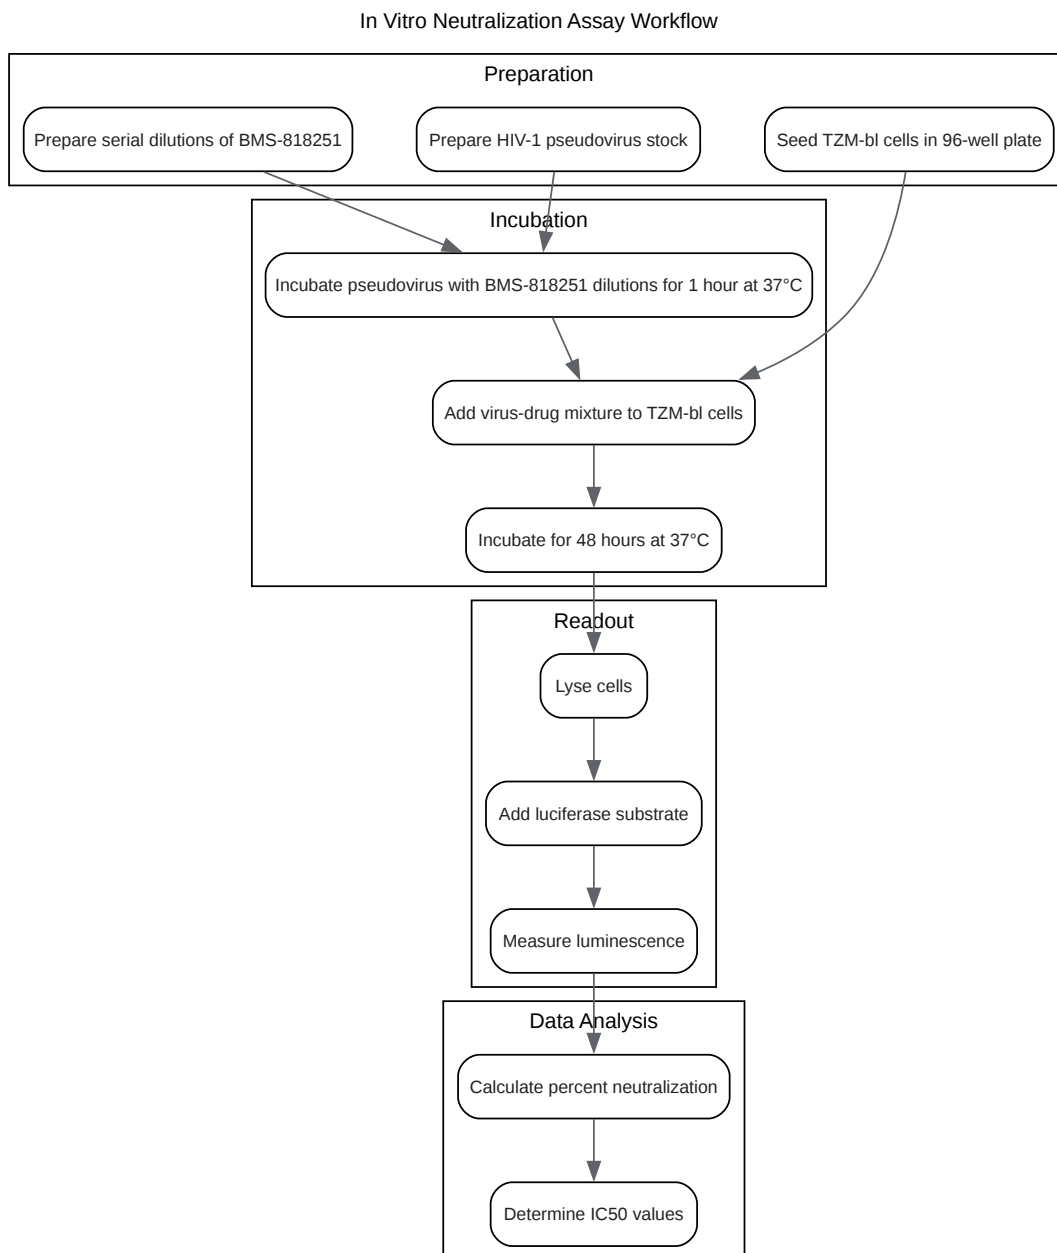 In Vitro Neutralization Assay Workflow
Preparation
Prepare serial dilutions of BMS-818251
Prepare HIV-1 pseudovirus stock
Seed TZM-bl cells in 96-well plate
Incubation
Incubate pseudovirus with BMS-818251 dilutions for 1 hour at 37°C
Add virus-drug mixture to TZM-bl cells
Incubate for 48 hours at 37°C
Readout
Lyse cells
Add luciferase substrate
Measure luminescence
Data Analysis
Calculate percent neutralization
Determine IC50 values